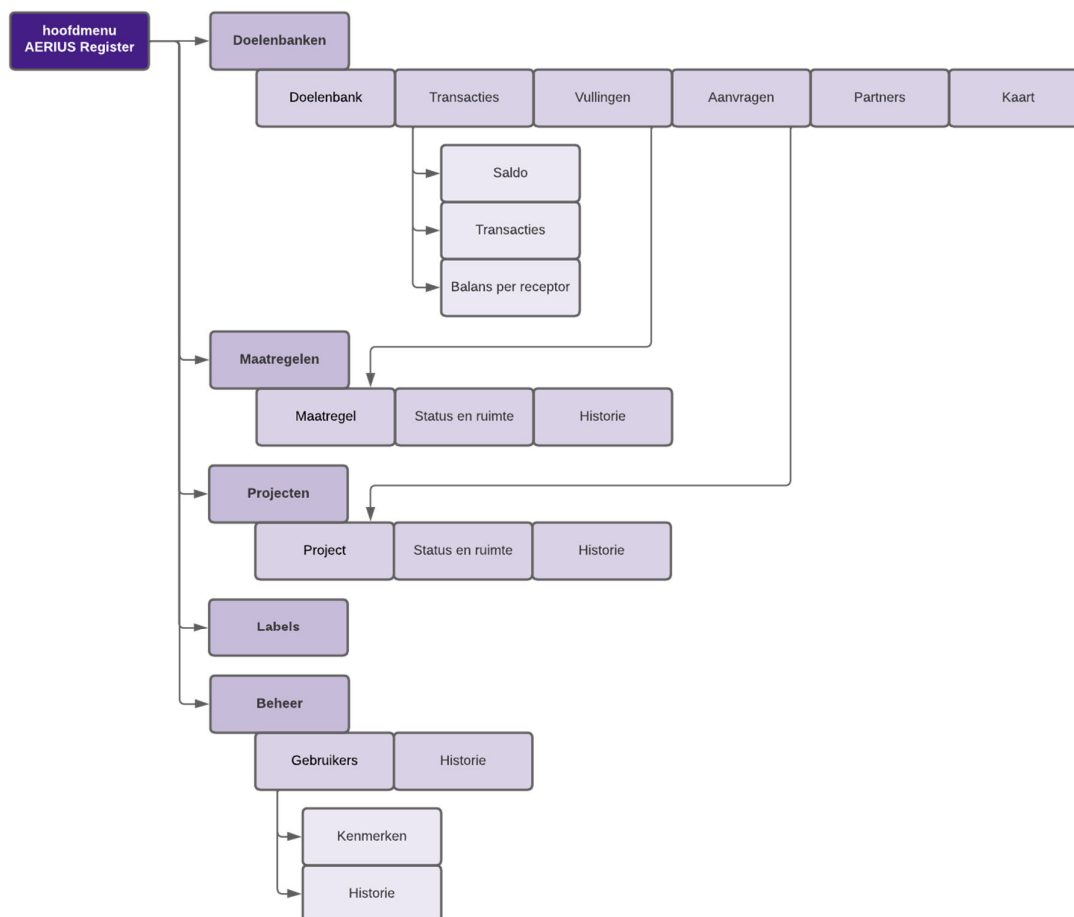 hoofdmenu
AERIUS Register
Doelenbanken
Doelenbank
Transacties
Vullingen
Aanvragen
Partners
Kaart
Saldo
Transacties
Balans per receptor
Maatregelen
Maatregel
Status en ruimte
Historie
Projecten
Project
Status en ruimte
Historie
Labels
Beheer
Gebruikers
Historie
Kenmerken
Historie